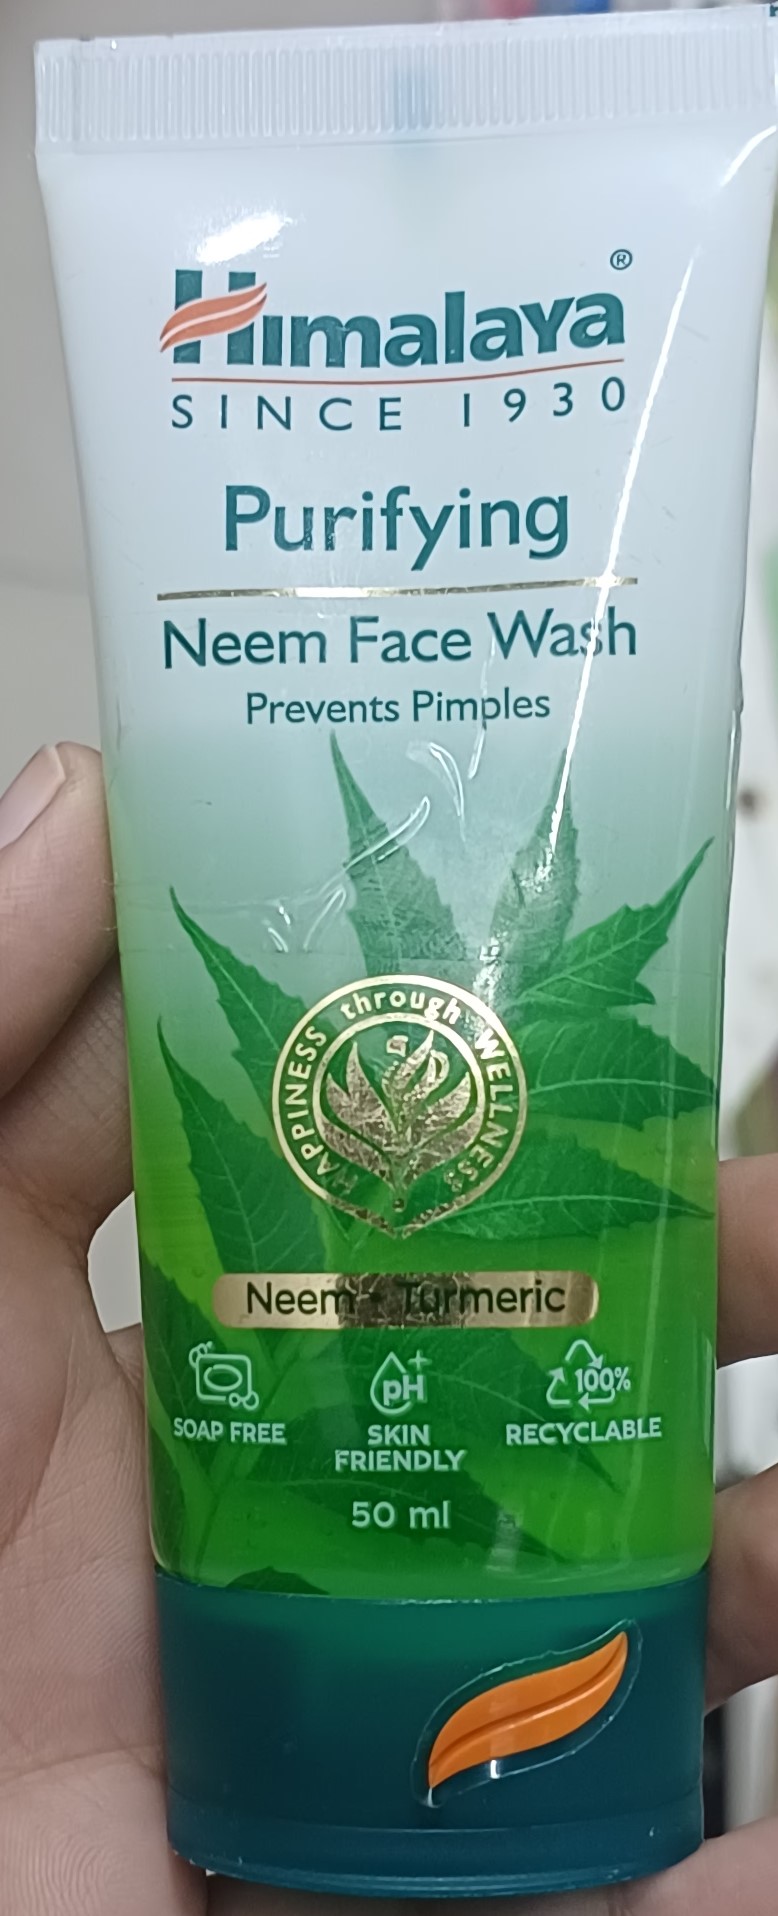 Himalaya®
SINCE 1930
Purifying
Neem Face Wash
Prevents Pimples
HAPPINESS through WELLNESS
Neem • Turmeric
SOAP FREE
pH+
SKIN
FRIENDLY
100%
RECYCLABLE
50 ml